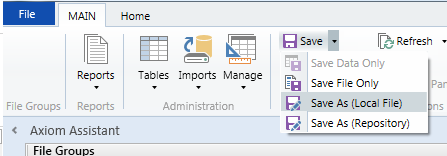 File MAIN Home
Save Refresh
Save Data Only
Reports Tables Imports Manage
Save File Only
Reports
Save As (Local File)
File Groups Reports Administration
Save As (Repository)
Axiom Assistant
File Groups